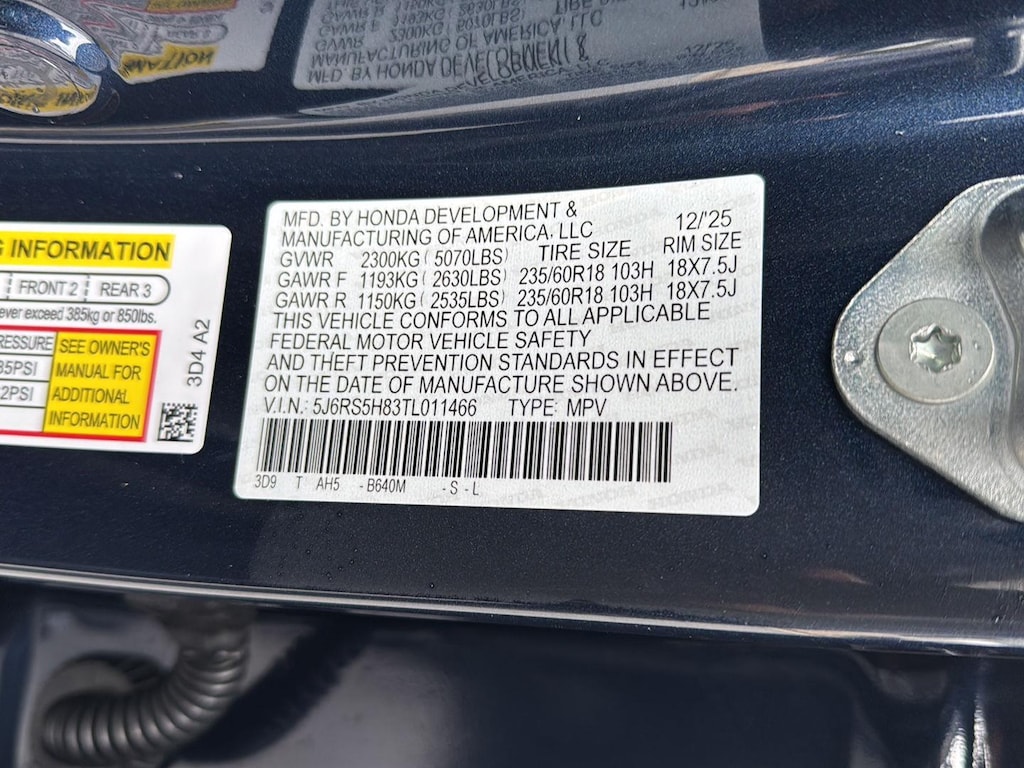 G INFORMATION
FRONT 2 REAR 3
ever exceed 385kg or 850lbs.
PRESSURE
35PSI
2PSI
SEE OWNER'S
MANUAL FOR
ADDITIONAL
INFORMATION
3D4 A2
MFD. BY HONDA DEVELOPMENT &
MANUFACTURING OF AMERICA, LLC 12/'25
GVWR 2300KG (5070LBS) TIRE SIZE RIM SIZE
GAWR F 1193KG (2630LBS) 235/60R18 103H 18X7.5J
GAWR R 1150KG (2535LBS) 235/60R18 103H 18X7.5J
THIS VEHICLE CONFORMS TO ALL APPLICABLE
FEDERAL MOTOR VEHICLE SAFETY
AND THEFT PREVENTION STANDARDS IN EFFECT
ON THE DATE OF MANUFACTURE SHOWN ABOVE.
V.I.N.: 5J6RS5H83TL011466 TYPE: MPV
3D9 T AH5 -B640M -S -L